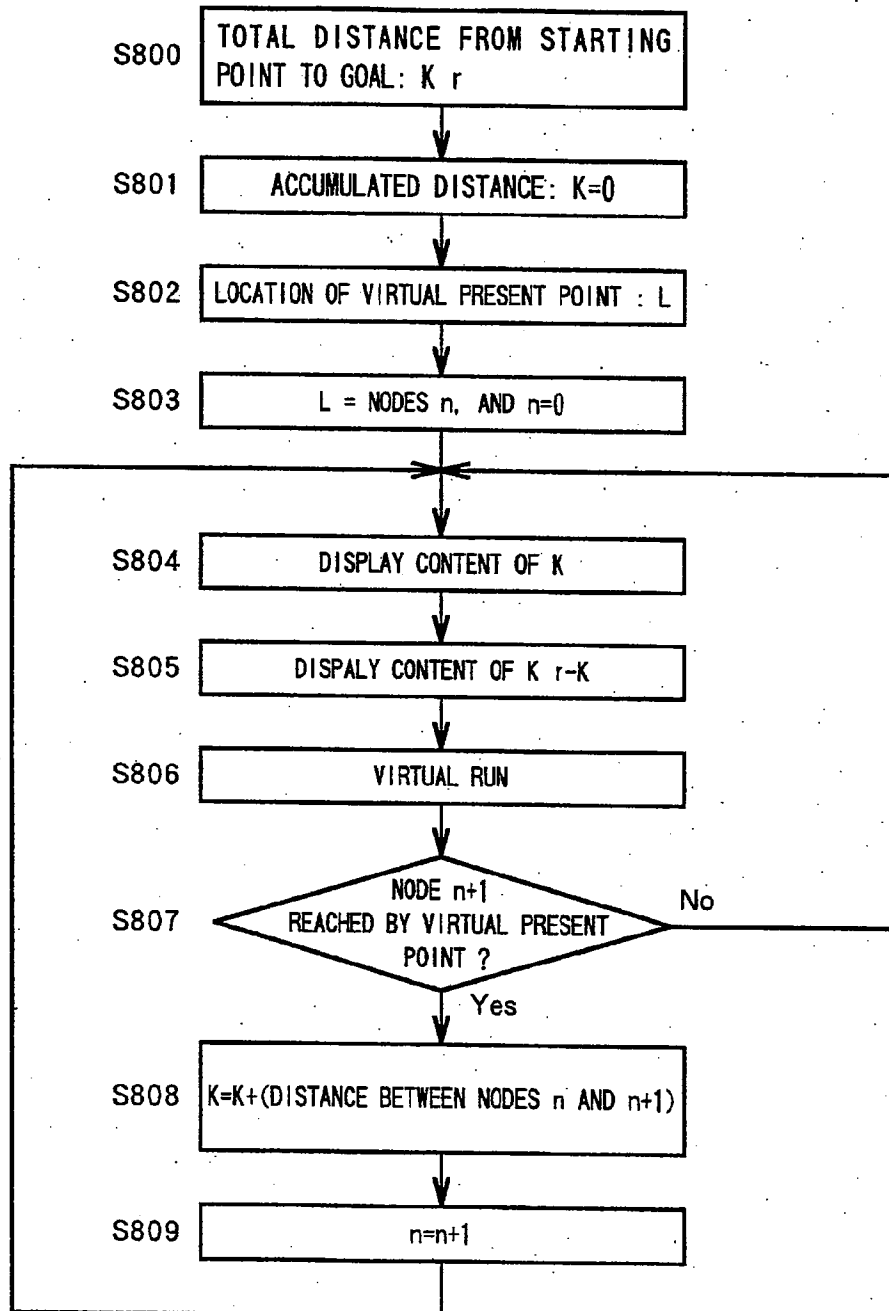 S800
TOTAL DISTANCE FROM STARTING
POINT TO GOAL: K r
S801
ACCUMULATED DISTANCE: K=0
S802
LOCATION OF VIRTUAL PRESENT POINT : L
S803
L = NODES n, AND n=0
S804
DISPLAY CONTENT OF K
S805
DISPALY CONTENT OF K r-K
S806
VIRTUAL RUN
S807
NODE n+1
REACHED BY VIRTUAL PRESENT
POINT ?
No
Yes
S808
K=K+(DISTANCE BETWEEN NODES n AND n+1)
S809
n=n+1